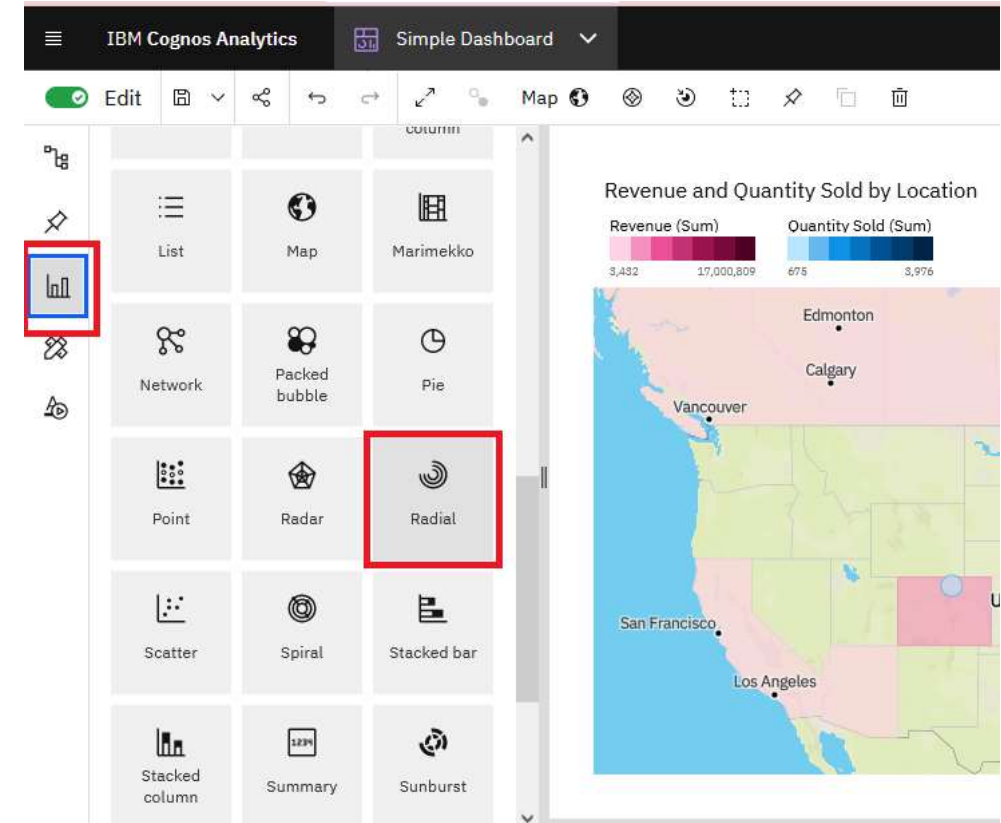 IBM Cognos Analytics
Simple Dashboard
Edit
Map
column
List
Map
Marimekko
Network
Packed
bubble
Pie
Point
Radar
Radial
Scatter
Spiral
Stacked bar
1234
Stacked
column
Summary
Sunburst
Revenue and Quantity Sold by Location
Revenue (Sum)
Quantity Sold (Sum)
3,432
17,000,809
675
3,976
Edmonton
Calgary
Vancouver
San Francisco
U
Los Angeles